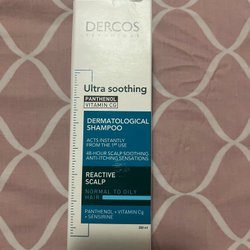 DERCOS
Ultra soothing
PANTHENOL
VITAMIN CG
DERMATOLOGICAL
SHAMPOO
ACTS INSTANTLY
FROM THE 1ST USE
48-HOUR SCALP SOOTHING
ANTI-ITCHING SENSATIONS
REACTIVE
SCALP
NORMAL TO OILY
HAIR
PANTHENOL + VITAMIN Cg
+ SENSIRINE